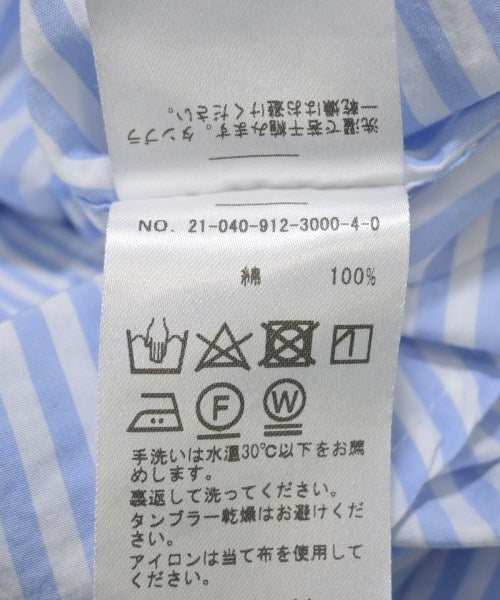 洗濯で若干縮みます。タンブラ
ー乾燥はお避けください。
NO. 21-040-912-3000-4-0
綿 100%
F W
手洗いは水温30℃以下をお薦
めします。
裏返して洗ってください。
タンブラー乾燥はお避けくださ
い。
アイロンは当て布を使用して
ください。